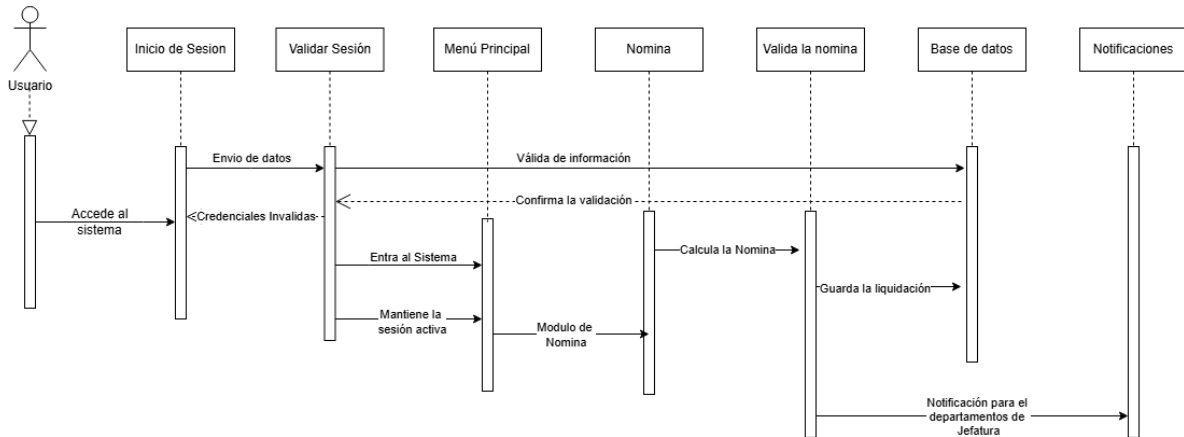 Inicio de Sesion
Validar Sesión
Menú Principal
Nomina
Valida la nomina
Base de datos
Notificaciones
Usuario
Envio de datos
Válida de información
Confirma la validación
Credenciales Invalidas
Accede al
sistema
Calcula la Nomina
Entra al Sistema
Guarda la liquidación
Mantiene la
sesión activa
Modulo de
Nomina
Notificación para el
departamentos de
Jefatura